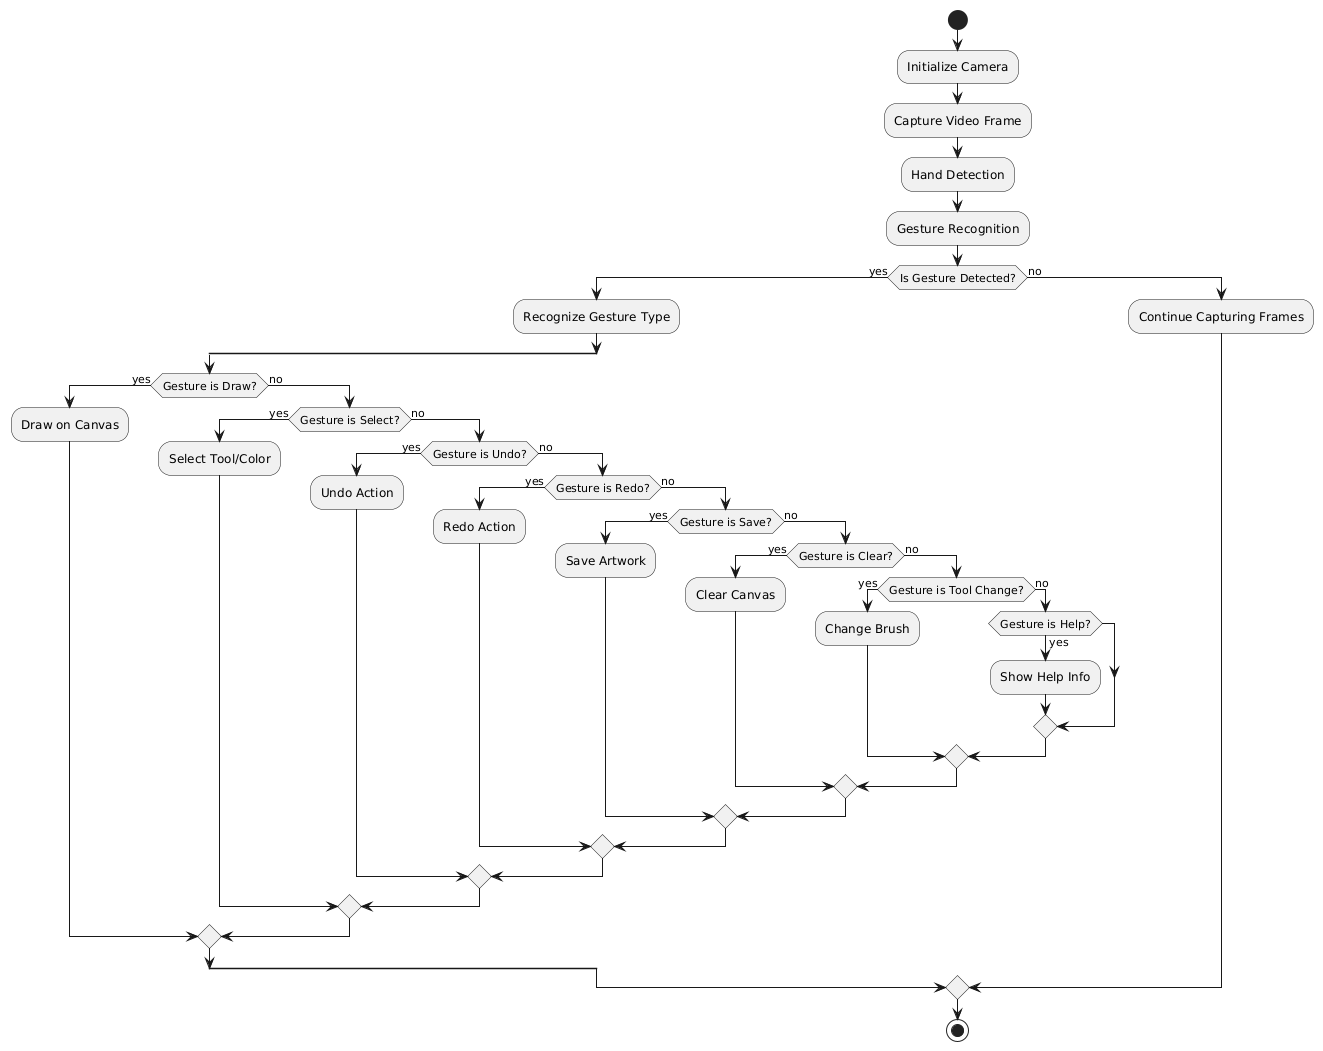 Initialize Camera
Capture Video Frame
Hand Detection
Gesture Recognition
yes
Is Gesture Detected?
no
Recognize Gesture Type
Continue Capturing Frames
yes
Gesture is Draw?
no
Draw on Canvas
yes
Gesture is Select?
no
Select Tool/Color
yes
Gesture is Undo?
no
Undo Action
yes
Gesture is Redo?
no
Redo Action
yes
Gesture is Save?
no
Save Artwork
yes
Gesture is Clear?
no
Clear Canvas
yes
Gesture is Tool Change?
no
Change Brush
Gesture is Help?
yes
Show Help Info